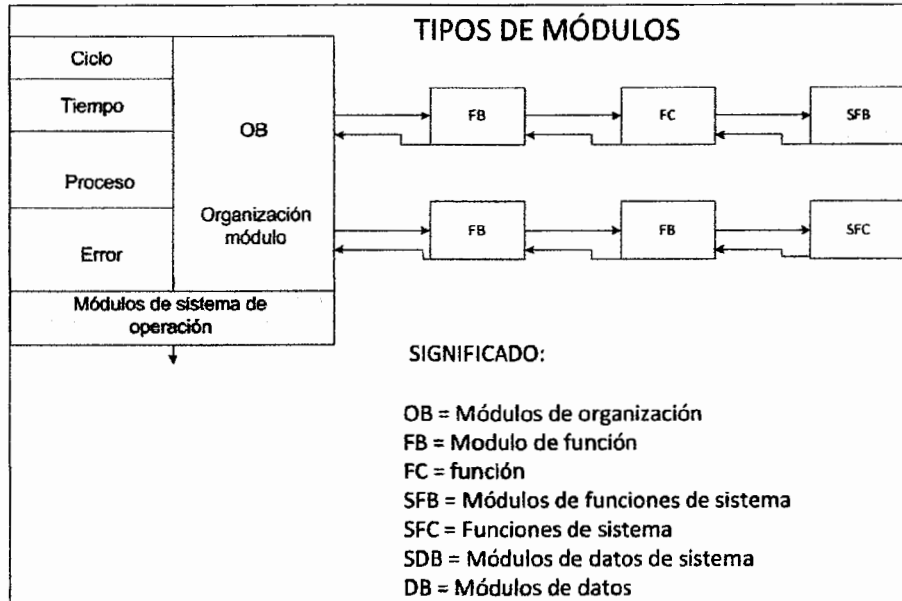 TIPOS DE MÓDULOS
Ciclo
Tiempo
Proceso
Error
OB
Organización
módulo
Módulos de sistema de
operación
FB
FC
SFB
FB
FB
SFC
SIGNIFICADO:
OB = Módulos de organización
FB = Modulo de función
FC = función
SFB = Módulos de funciones de sistema
SFC = Funciones de sistema
SDB = Módulos de datos de sistema
DB = Módulos de datos